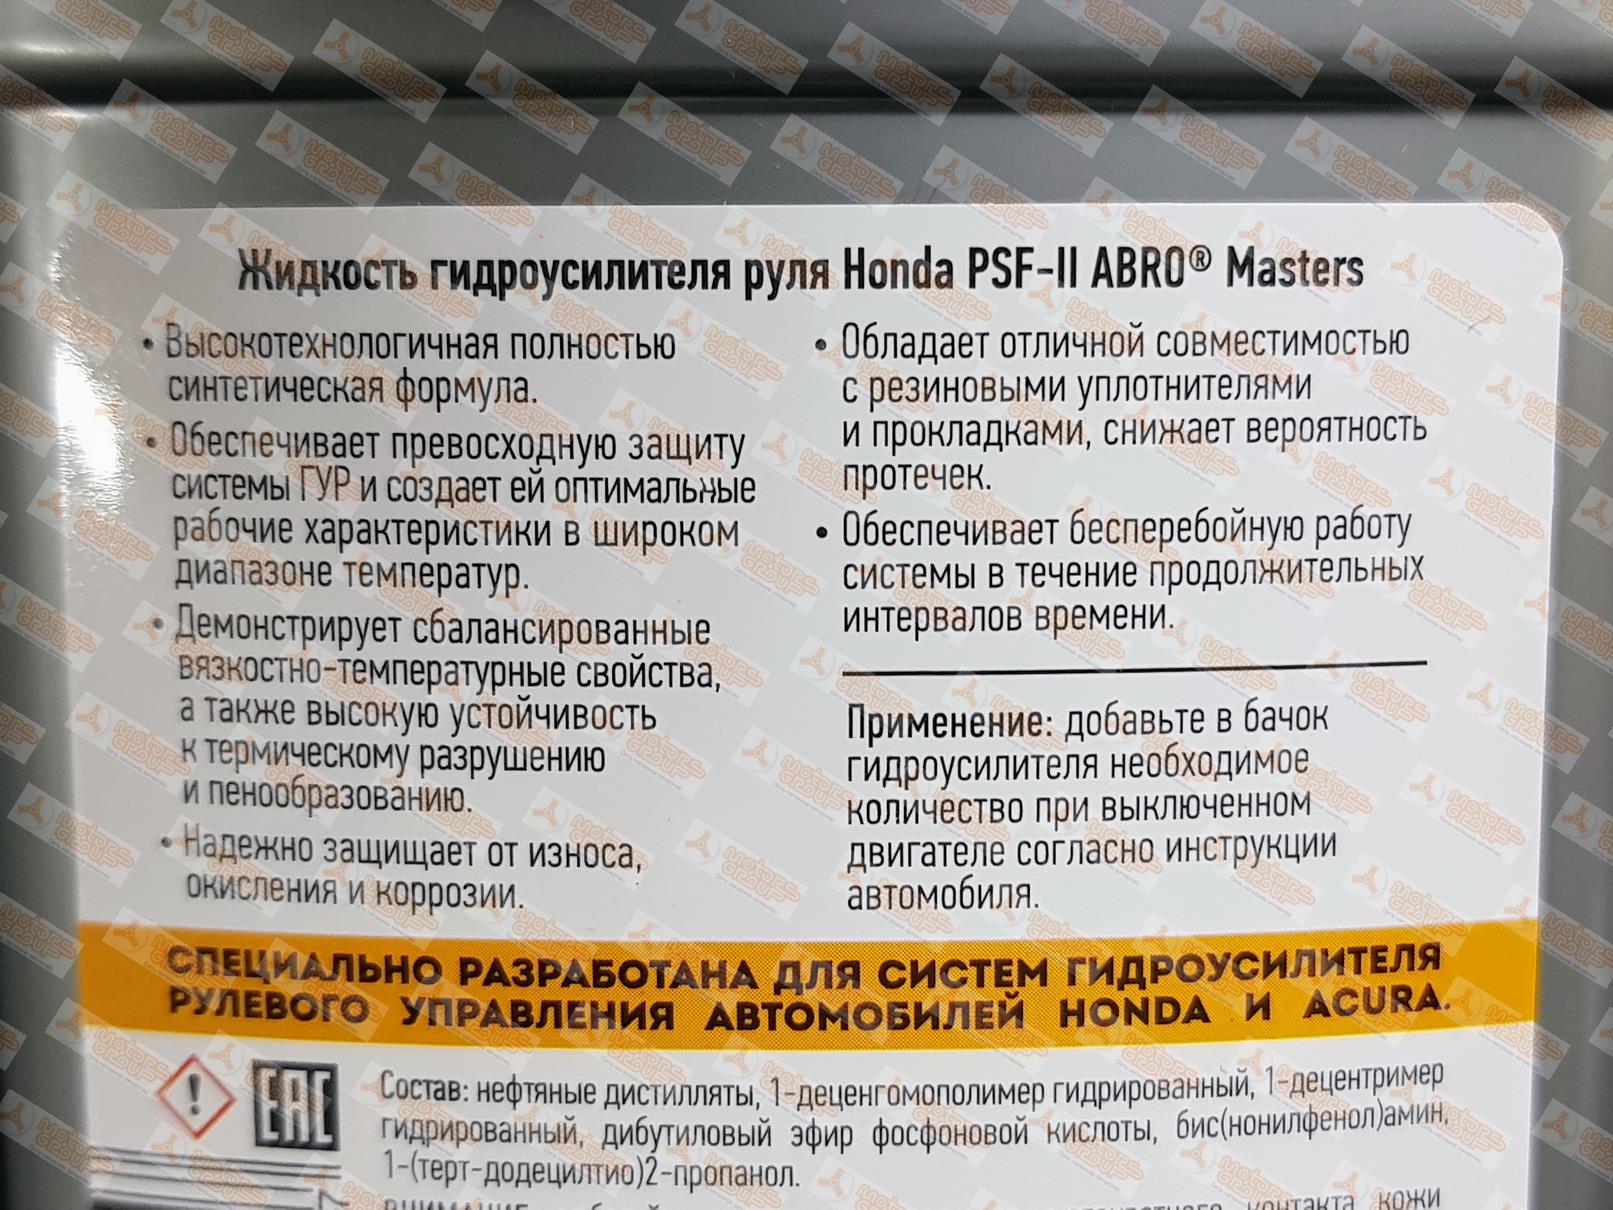 Жидкость гидроусилителя руля Honda PSF-II ABRO® Masters
• Высокотехнологичная полностью
синтетическая формула.
• Обеспечивает превосходную защиту
системы ГУР и создает ей оптимальные
рабочие характеристики в широком
диапазоне температур.
• Демонстрирует сбалансированные
вязкостно-температурные свойства,
а также высокую устойчивость
к термическому разрушению
и пенообразованию.
• Надежно защищает от износа,
окисления и коррозии.
• Обладает отличной совместимостью
с резиновыми уплотнителями
и прокладками, снижает вероятность
протечек.
• Обеспечивает бесперебойную работу
системы в течение продолжительных
интервалов времени.
Применение: добавьте в бачок
гидроусилителя необходимое
количество при выключенном
двигателе согласно инструкции
автомобиля.
СПЕЦИАЛЬНО РАЗРАБОТАНА ДЛЯ СИСТЕМ ГИДРОУСИЛИТЕЛЯ
РУЛЕВОГО УПРАВЛЕНИЯ АВТОМОБИЛЕЙ HONDA И ACURA.
EAC
Состав: нефтяные дистилляты, 1-деценгомополимер гидрированный, 1-децентример
гидрированный, дибутиловый эфир фосфоновой кислоты, бис(нонилфенол)амин,
1-(терт-додецилтио)2-пропанол.
контакта кожи